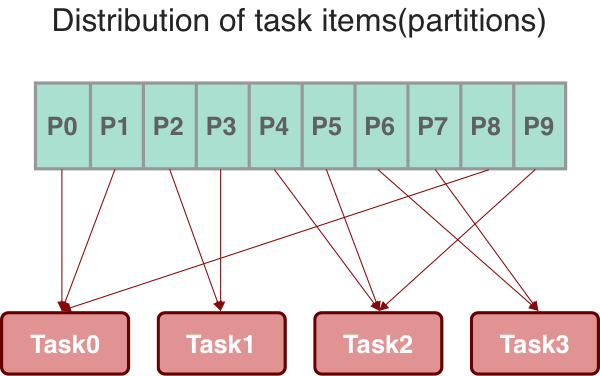 Distribution of task items(partitions)
P0 P1 P2 P3 P4 P5 P6 P7 P8 P9
Task0 Task1 Task2 Task3